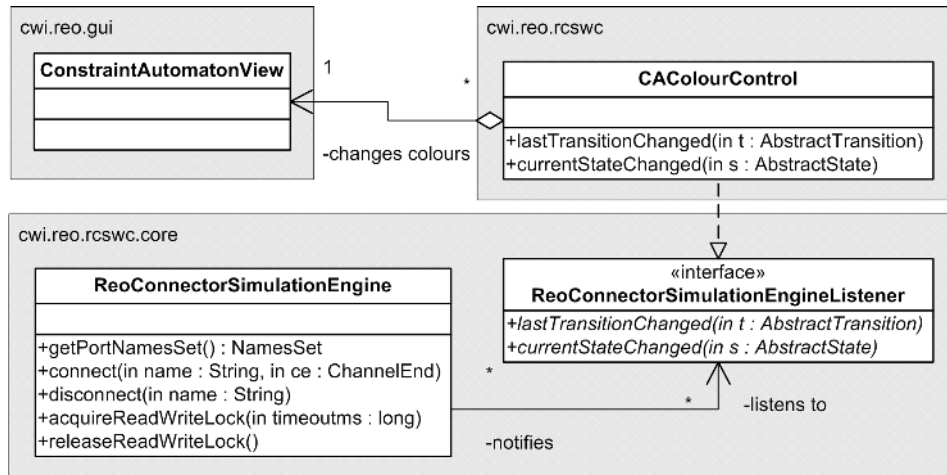 cwi.reo.gui
ConstraintAutomatonView
1
*
-changes colours
cwi.reo.rcswc
CAColourControl
+lastTransitionChanged(in t : AbstractTransition)
+currentStateChanged(in s : AbstractState)
cwi.reo.rcswc.core
ReoConnectorSimulationEngine
+getPortNamesSet() : NamesSet
+connect(in name : String, in ce : ChannelEnd)
+disconnect(in name : String)
+acquireReadWriteLock(in timeoutms : long)
+releaseReadWriteLock()
«interface»
ReoConnectorSimulationEngineListener
+lastTransitionChanged(in t : AbstractTransition)
+currentStateChanged(in s : AbstractState)
*
*
-listens to
-notifies